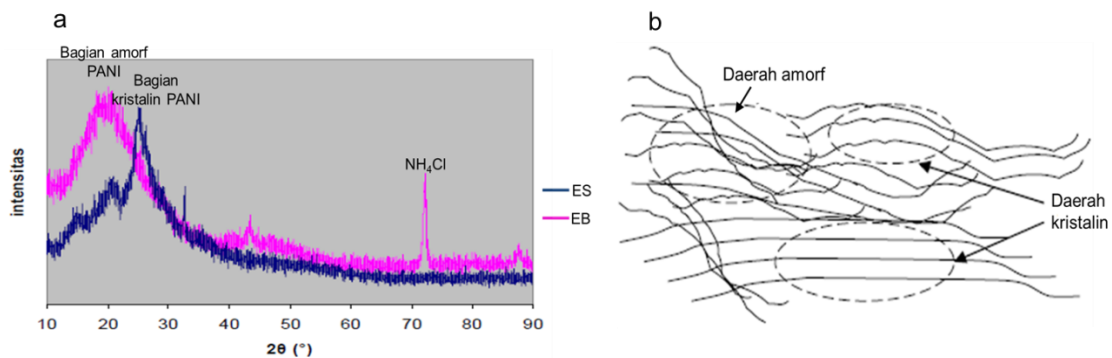 a
Bagian amorf
PANI
Bagian
kristalin PANI
NH₄Cl
intensitas
ES
EB
10 20 30 40 50 60 70 80 90
2θ (°)
b
Daerah amorf
Daerah
kristalin